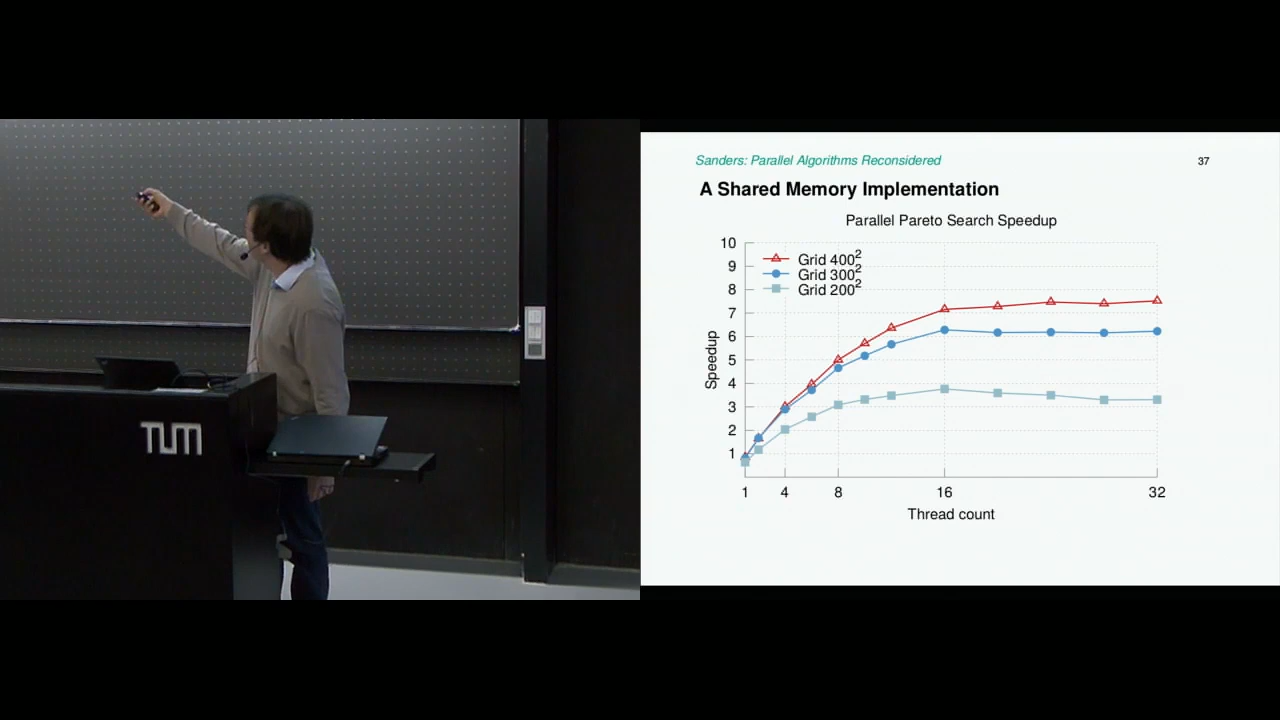 TUM
Sanders: Parallel Algorithms Reconsidered
37
A Shared Memory Implementation
Parallel Pareto Search Speedup
10
9
8
7
6
5
4
3
2
1
Speedup
Grid 400²
Grid 300²
Grid 200²
1 4 8 16 32
Thread count